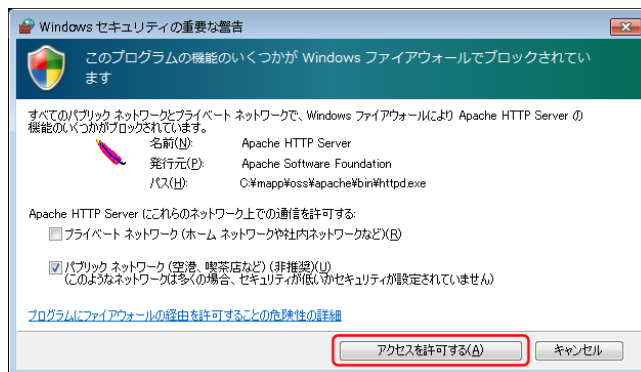 Windows セキュリティの重要な警告
このプログラムの機能のいくつかが Windows ファイアウォールでブロックされてい
ます
すべてのパブリック ネットワークとプライベート ネットワークで、Windows ファイアウォールにより Apache HTTP Server の
機能のいくつかがブロックされています。
名前(N): Apache HTTP Server
発行元(P): Apache Software Foundation
パス(H): C:¥mapp¥oss¥apache¥bin¥httpd.exe
Apache HTTP Server にこれらのネットワーク上での通信を許可する:
プライベート ネットワーク (ホーム ネットワークや社内ネットワークなど)(R)
パブリック ネットワーク (空港、喫茶店など) (非推奨)(U)
(このようなネットワークは多くの場合、セキュリティが低いかセキュリティが設定されていません)
プログラムにファイアウォールの経由を許可することの危険性の詳細
アクセスを許可する(A) キャンセル